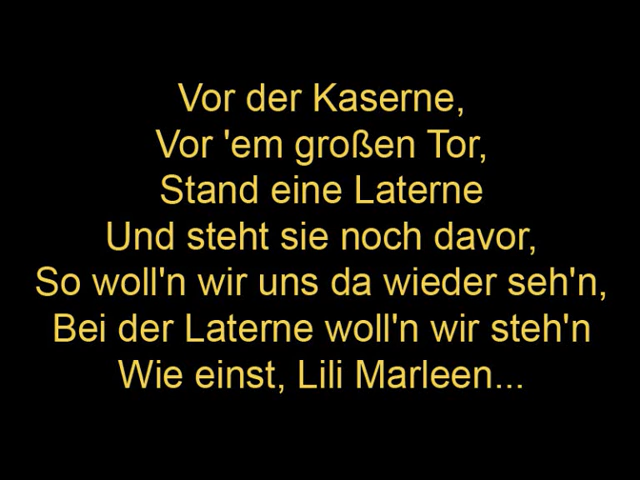 Vor der Kaserne,
Vor 'em großen Tor,
Stand eine Laterne
Und steht sie noch davor,
So woll'n wir uns da wieder seh'n,
Bei der Laterne woll'n wir steh'n
Wie einst, Lili Marleen...